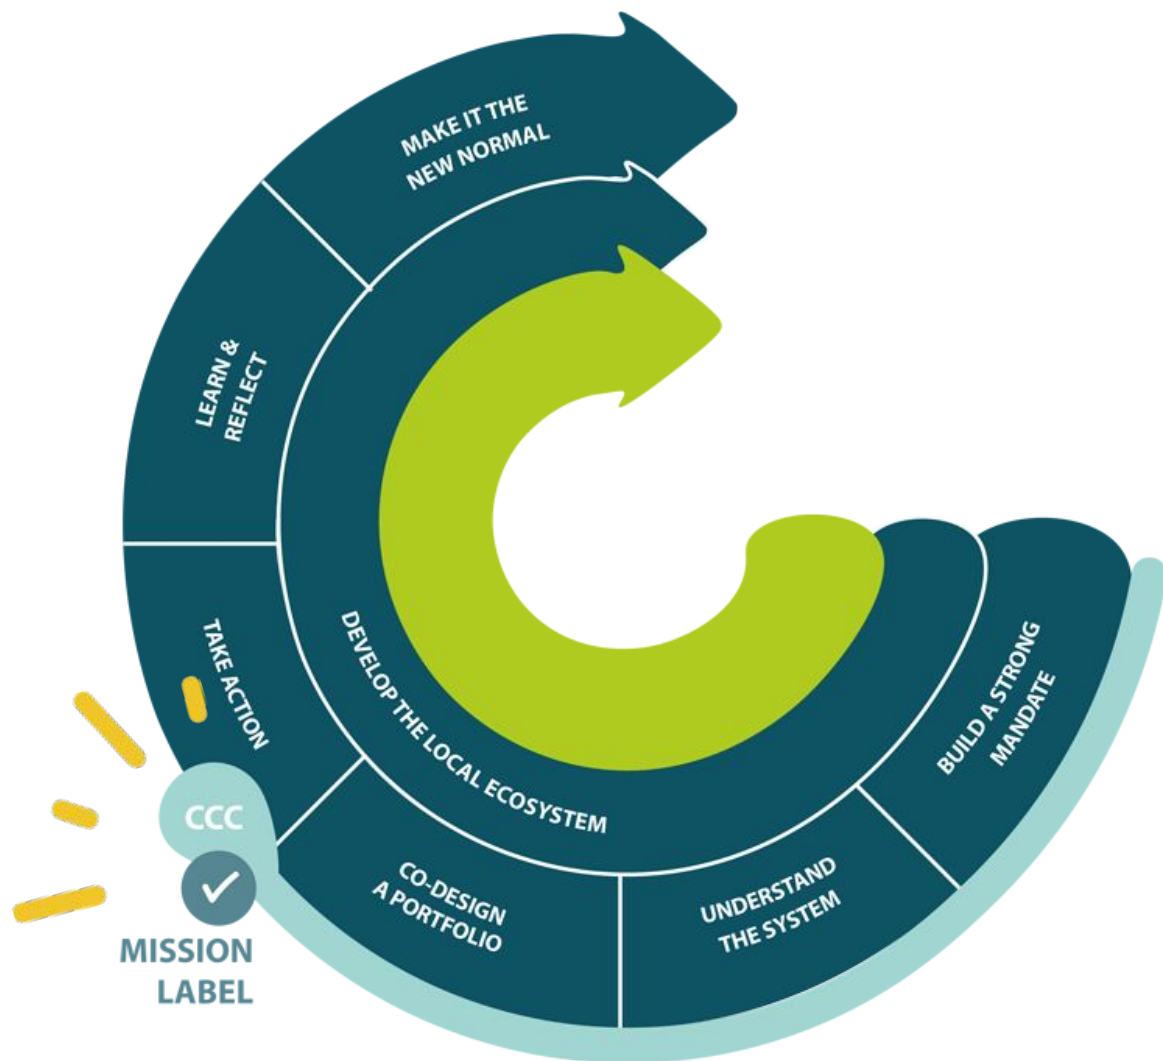 MAKE IT THE
NEW NORMAL
LEARN &
REFLECT
TAKE ACTION
DEVELOP THE LOCAL ECOSYSTEM
BUILD A STRONG
MANDATE
CCC
CO-DESIGN
A PORTFOLIO
UNDERSTAND
THE SYSTEM
MISSION
LABEL